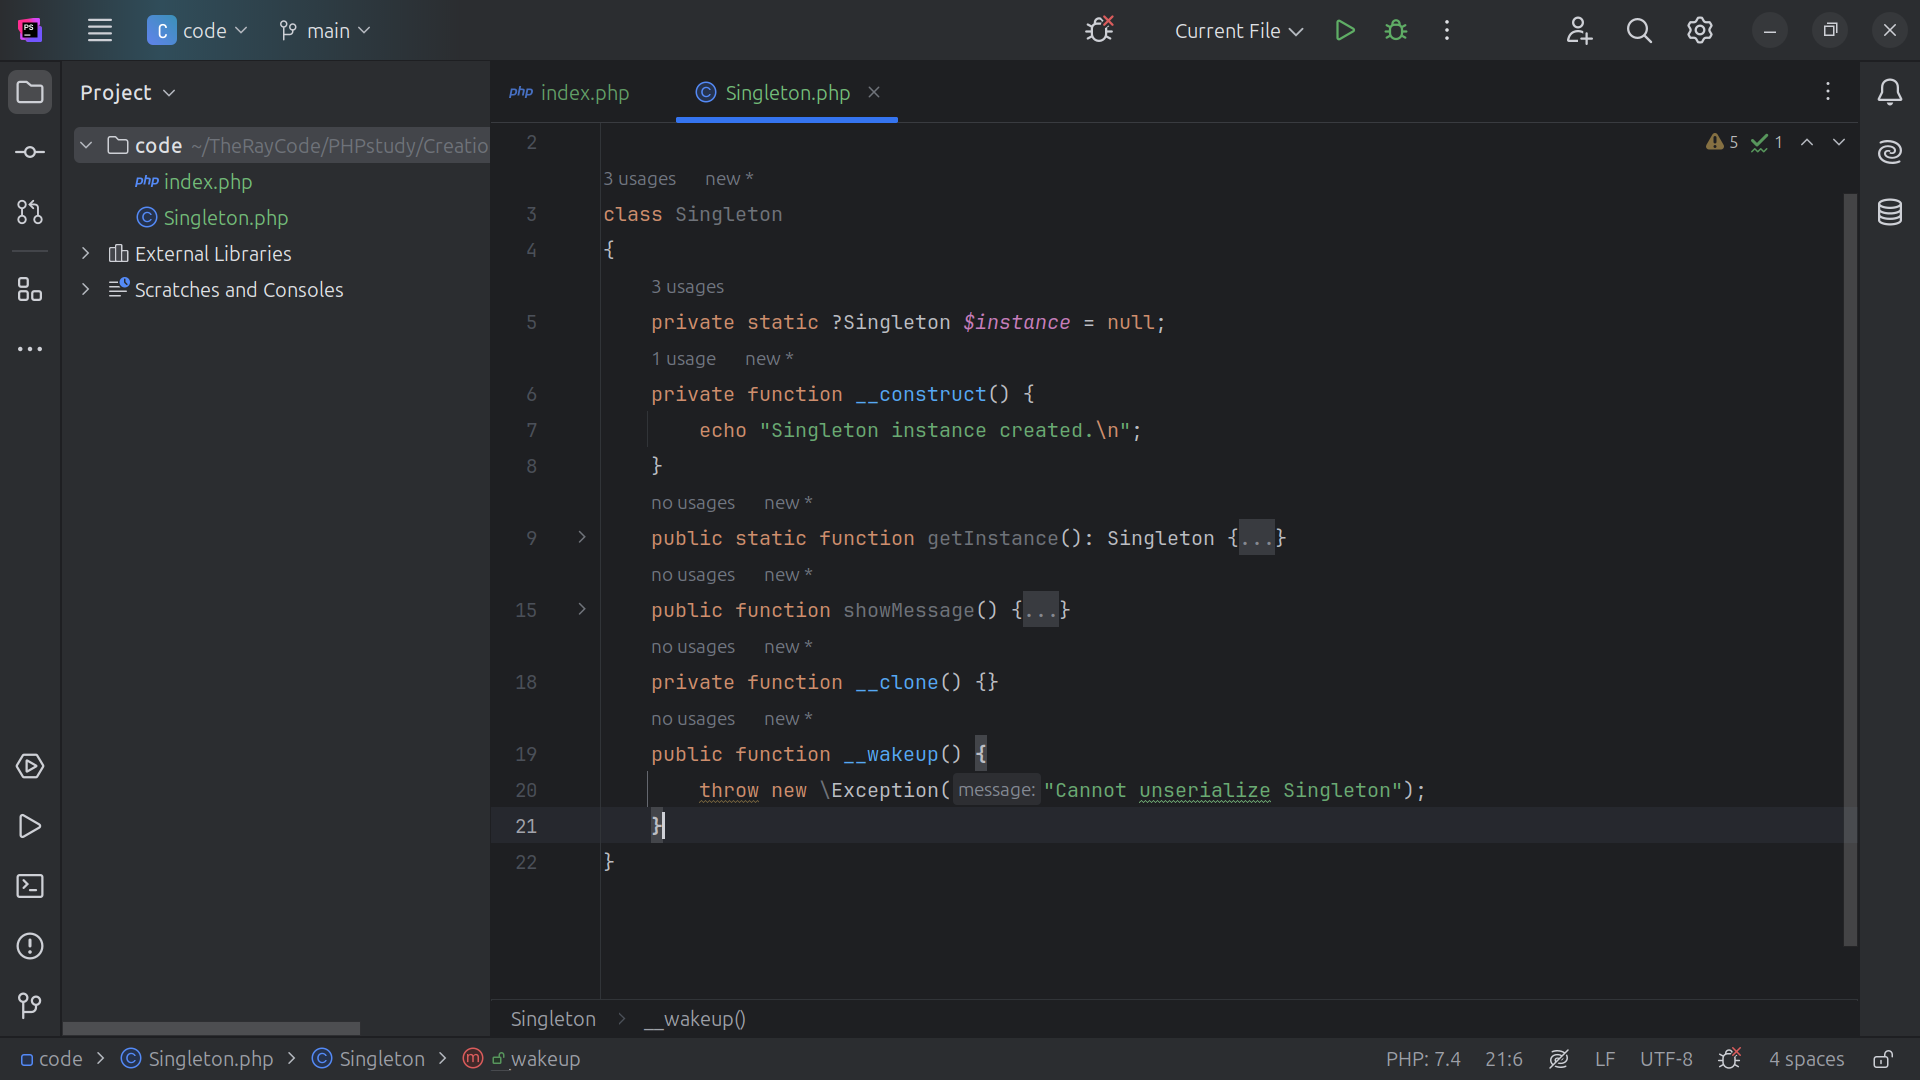 PS
C code
main
Current File
Project
php index.php
C Singleton.php
code ~/TheRayCode/PHPstudy/Creatio
php index.php
C Singleton.php
External Libraries
Scratches and Consoles
5 1
2
3 usages new *
3 class Singleton
4 {
3 usages
5 private static ?Singleton $instance = null;
1 usage new *
6 private function __construct() {
7 echo "Singleton instance created.\n";
8 }
no usages new *
9 public static function getInstance(): Singleton {...}
no usages new *
15 public function showMessage() {...}
no usages new *
18 private function __clone() {}
no usages new *
19 public function __wakeup() {
20 throw new \Exception( message: "Cannot unserialize Singleton");
21 }
22 }
Singleton > __wakeup()
code > C Singleton.php > C Singleton > m __wakeup
PHP: 7.4 21:6 LF UTF-8 4 spaces